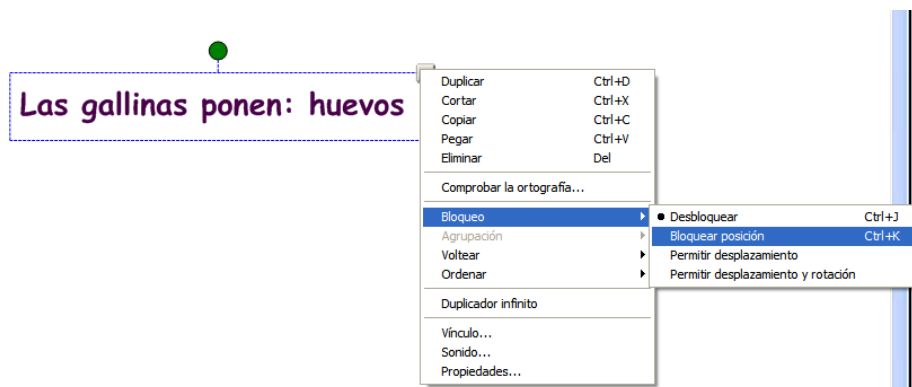 Las gallinas ponen: huevos
Duplicar Ctrl+D
Cortar Ctrl+X
Copiar Ctrl+C
Pegar Ctrl+V
Eliminar Del
Comprobar la ortografía...
Bloqueo
Agrupación
Voltear
Ordenar
Duplicador infinito
Vínculo...
Sonido...
Propiedades...
Desbloquear Ctrl+J
Bloquear posición Ctrl+K
Permitir desplazamiento
Permitir desplazamiento y rotación